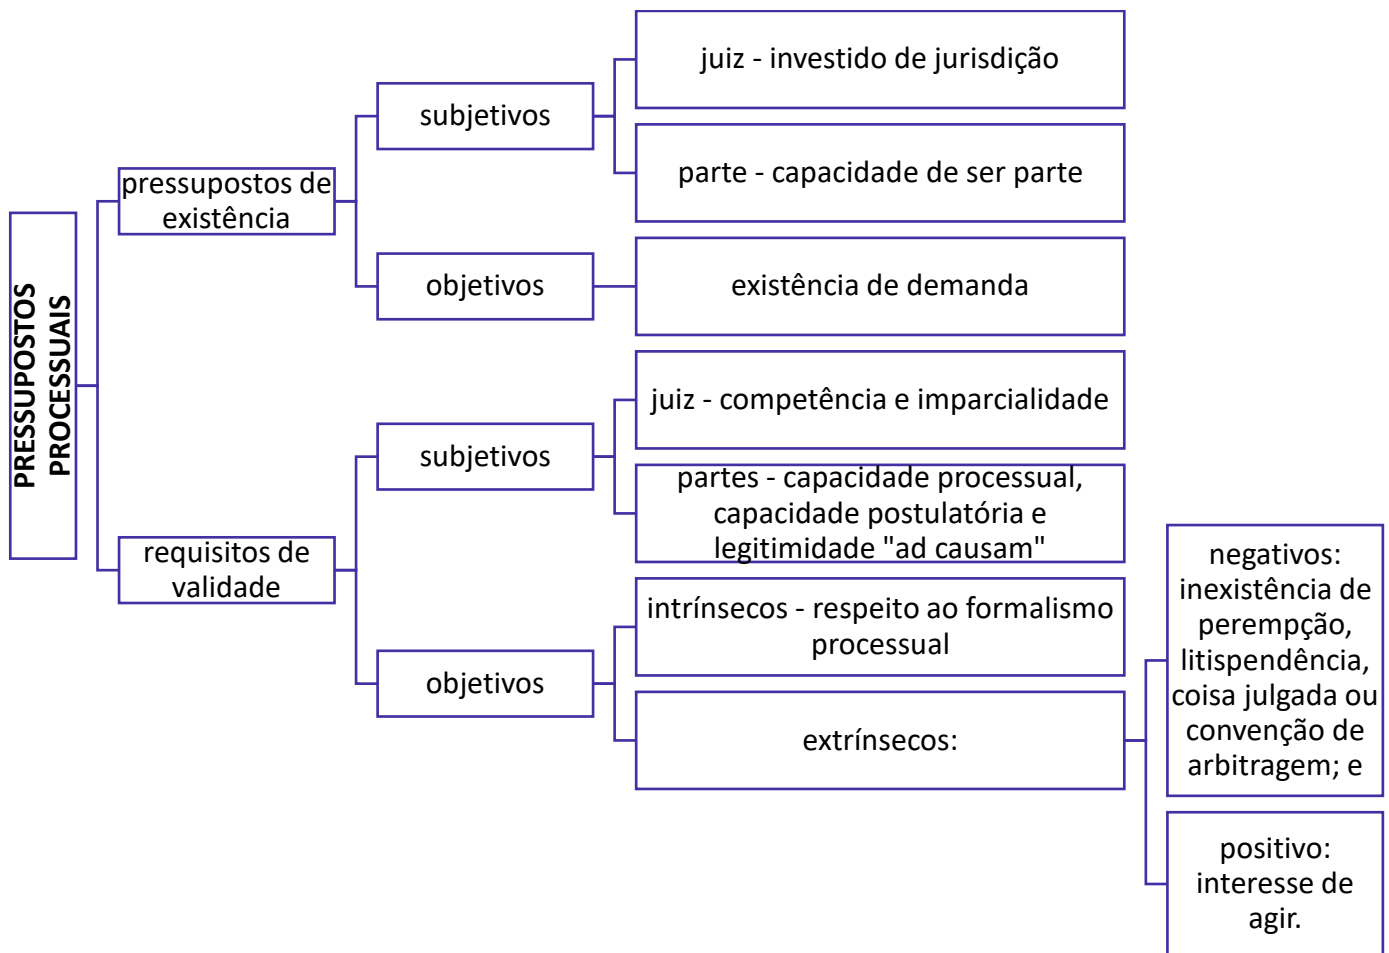 PRESSUPOSTOS
PROCESSUAIS
pressupostos de
existência
subjetivos
juiz - investido de jurisdição
parte - capacidade de ser parte
objetivos
existência de demanda
requisitos de
validade
subjetivos
juiz - competência e imparcialidade
partes - capacidade processual,
capacidade postulatória e
legitimidade "ad causam"
objetivos
intrínsecos - respeito ao formalismo
processual
extrínsecos:
negativos:
inexistência de
perempção,
litispendência,
coisa julgada ou
convenção de
arbitragem; e
positivo:
interesse de
agir.